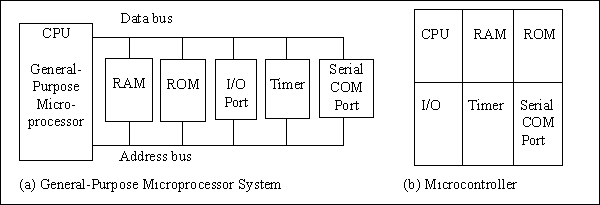 Data bus
CPU
General-
Purpose
Micro-
processor
RAM
ROM
I/O
Port
Timer
Serial
COM
Port
Address bus
(a) General-Purpose Microprocessor System
CPU
RAM
ROM
I/O
Timer
Serial
COM
Port
(b) Microcontroller